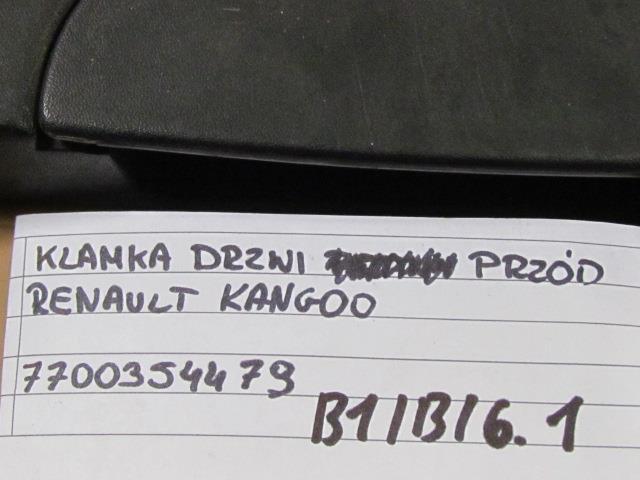 KLAMKA DRZWI PRZÓD
RENAULT KANGOO
7700354479
B1/B/6.1